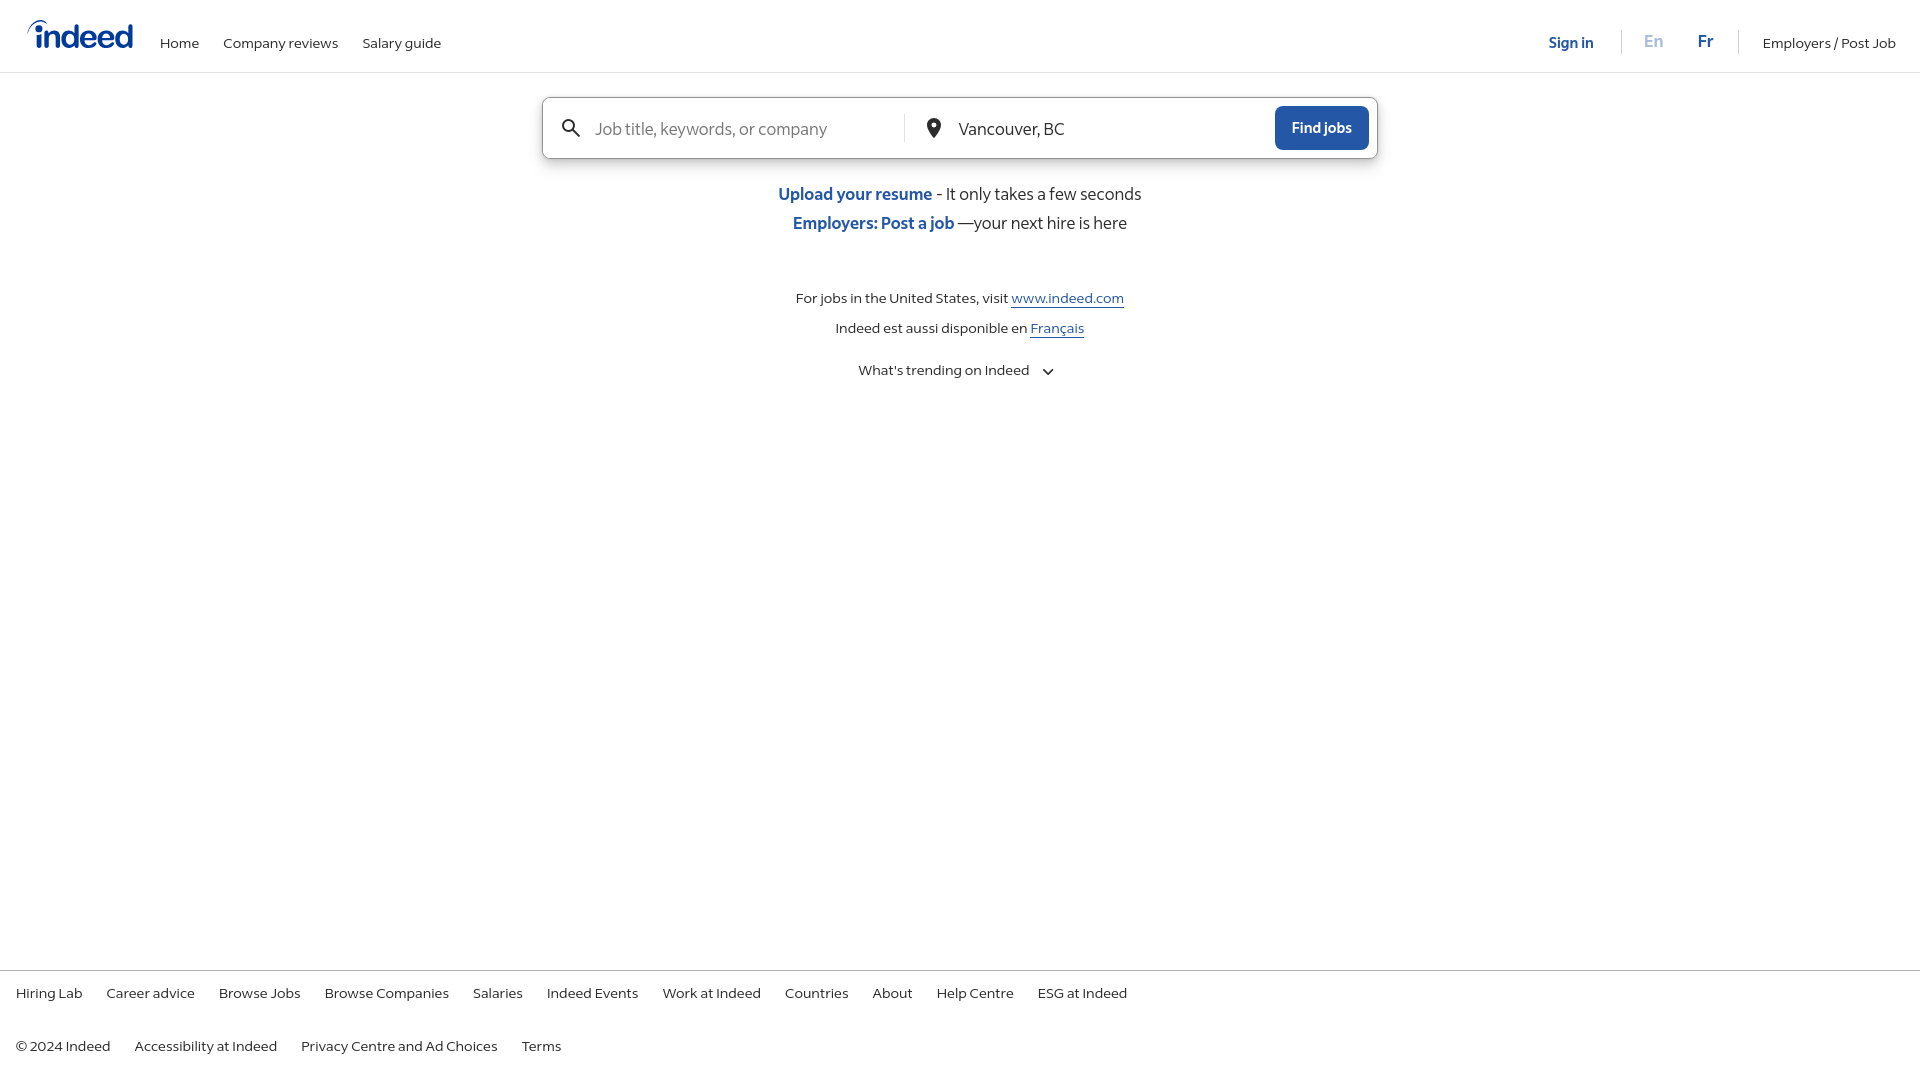 indeed Home Company reviews Salary guide Sign in En Fr Employers / Post Job
Job title, keywords, or company Vancouver, BC Find jobs
Upload your resume - It only takes a few seconds
Employers: Post a job —your next hire is here
For jobs in the United States, visit www.indeed.com
Indeed est aussi disponible en Français
What's trending on Indeed
Hiring Lab Career advice Browse Jobs Browse Companies Salaries Indeed Events Work at Indeed Countries About Help Centre ESG at Indeed
© 2024 Indeed Accessibility at Indeed Privacy Centre and Ad Choices Terms